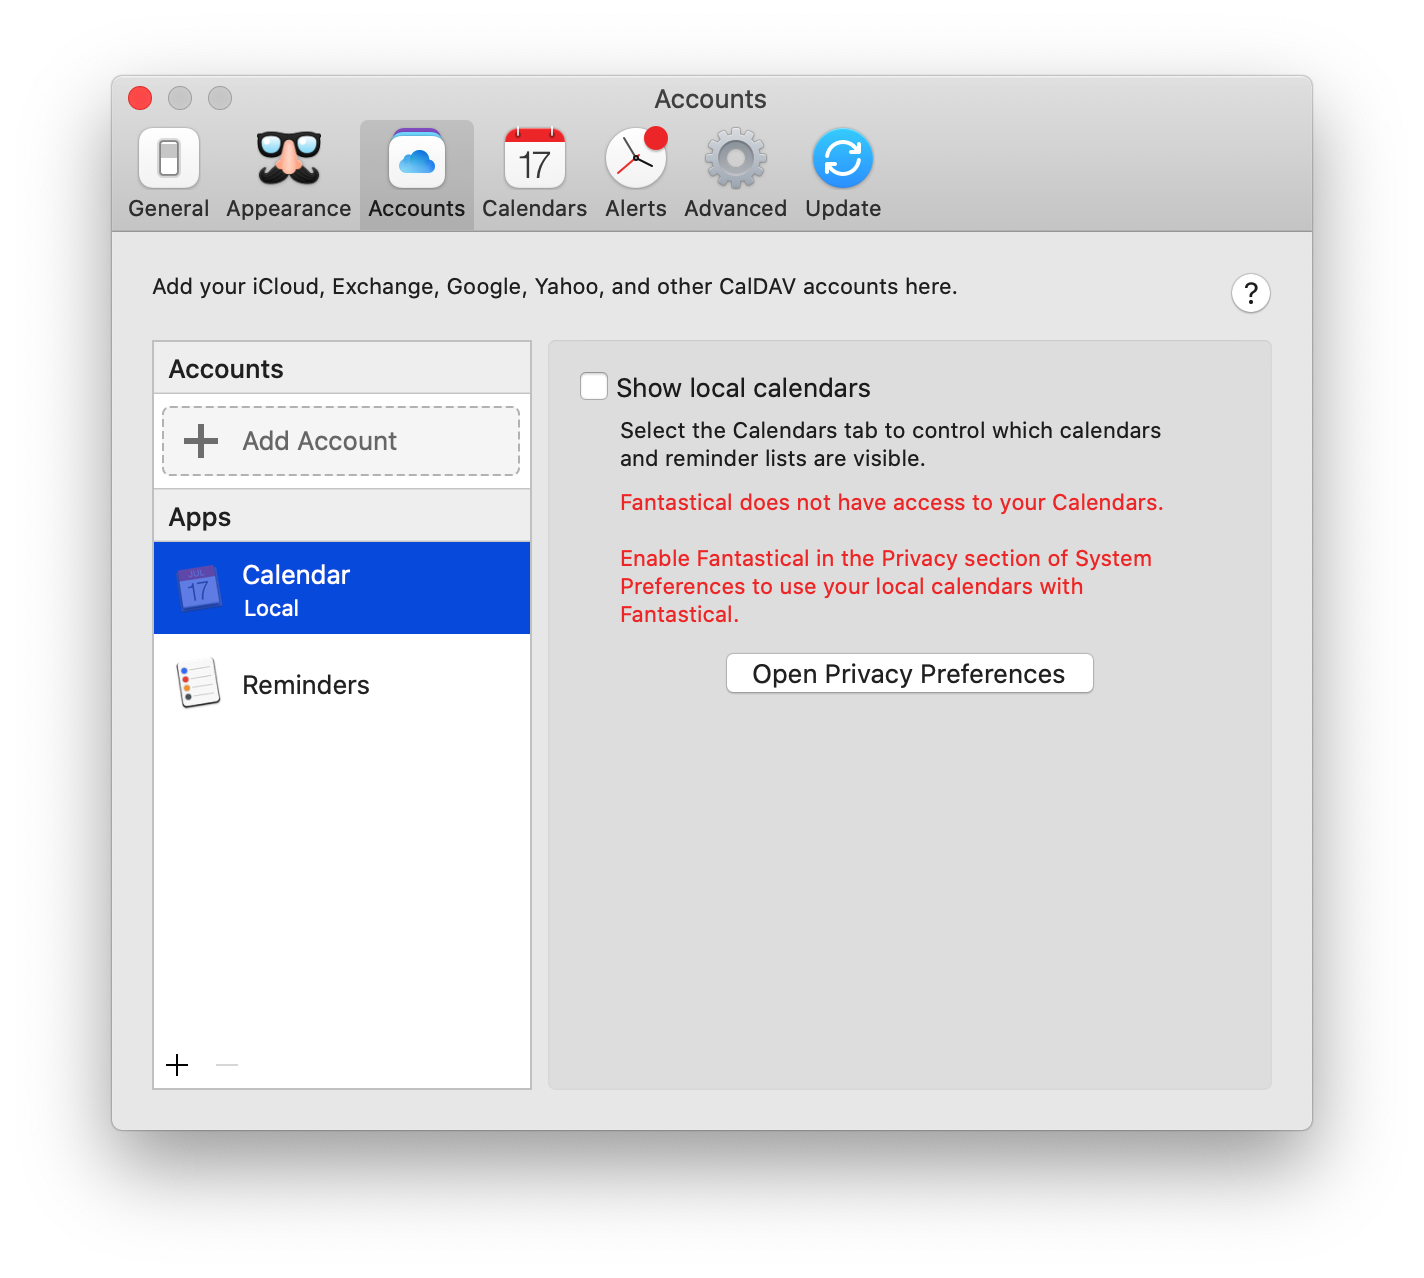 Accounts
General
Appearance
Accounts
17
Calendars
Alerts
Advanced
Update
Add your iCloud, Exchange, Google, Yahoo, and other CalDAV accounts here.
?
Accounts
Add Account
Apps
JUL
17
Calendar
Local
Reminders
Show local calendars
Select the Calendars tab to control which calendars
and reminder lists are visible.
Fantastical does not have access to your Calendars.
Enable Fantastical in the Privacy section of System
Preferences to use your local calendars with
Fantastical.
Open Privacy Preferences